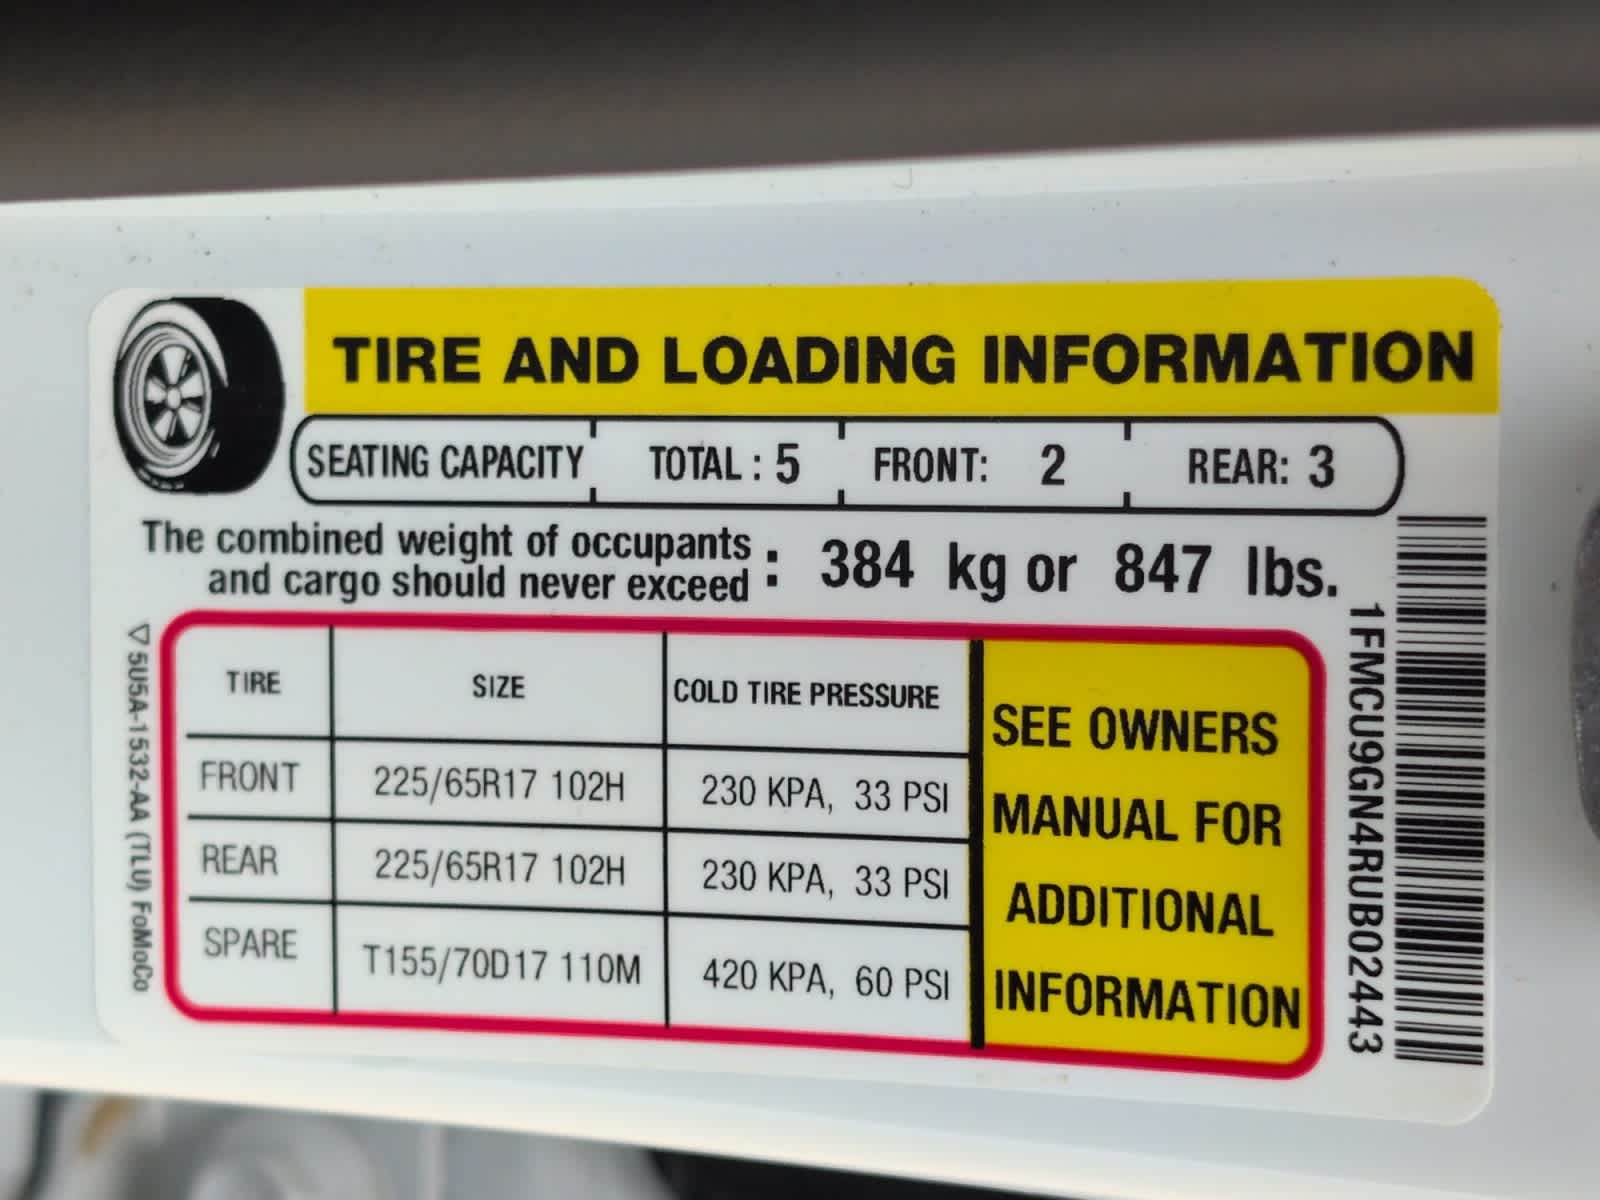 TIRE AND LOADING INFORMATION
SEATING CAPACITY TOTAL : 5 FRONT: 2 REAR: 3
The combined weight of occupants
and cargo should never exceed : 384 kg or 847 lbs.
TIRE SIZE COLD TIRE PRESSURE
FRONT 225/65R17 102H 230 KPA, 33 PSI
REAR 225/65R17 102H 230 KPA, 33 PSI
SPARE T155/70D17 110M 420 KPA, 60 PSI
SEE OWNERS
MANUAL FOR
ADDITIONAL
INFORMATION
▽5U5A-1532-AA (TLU) FoMoCo
1FMCU9GN4RUB02443